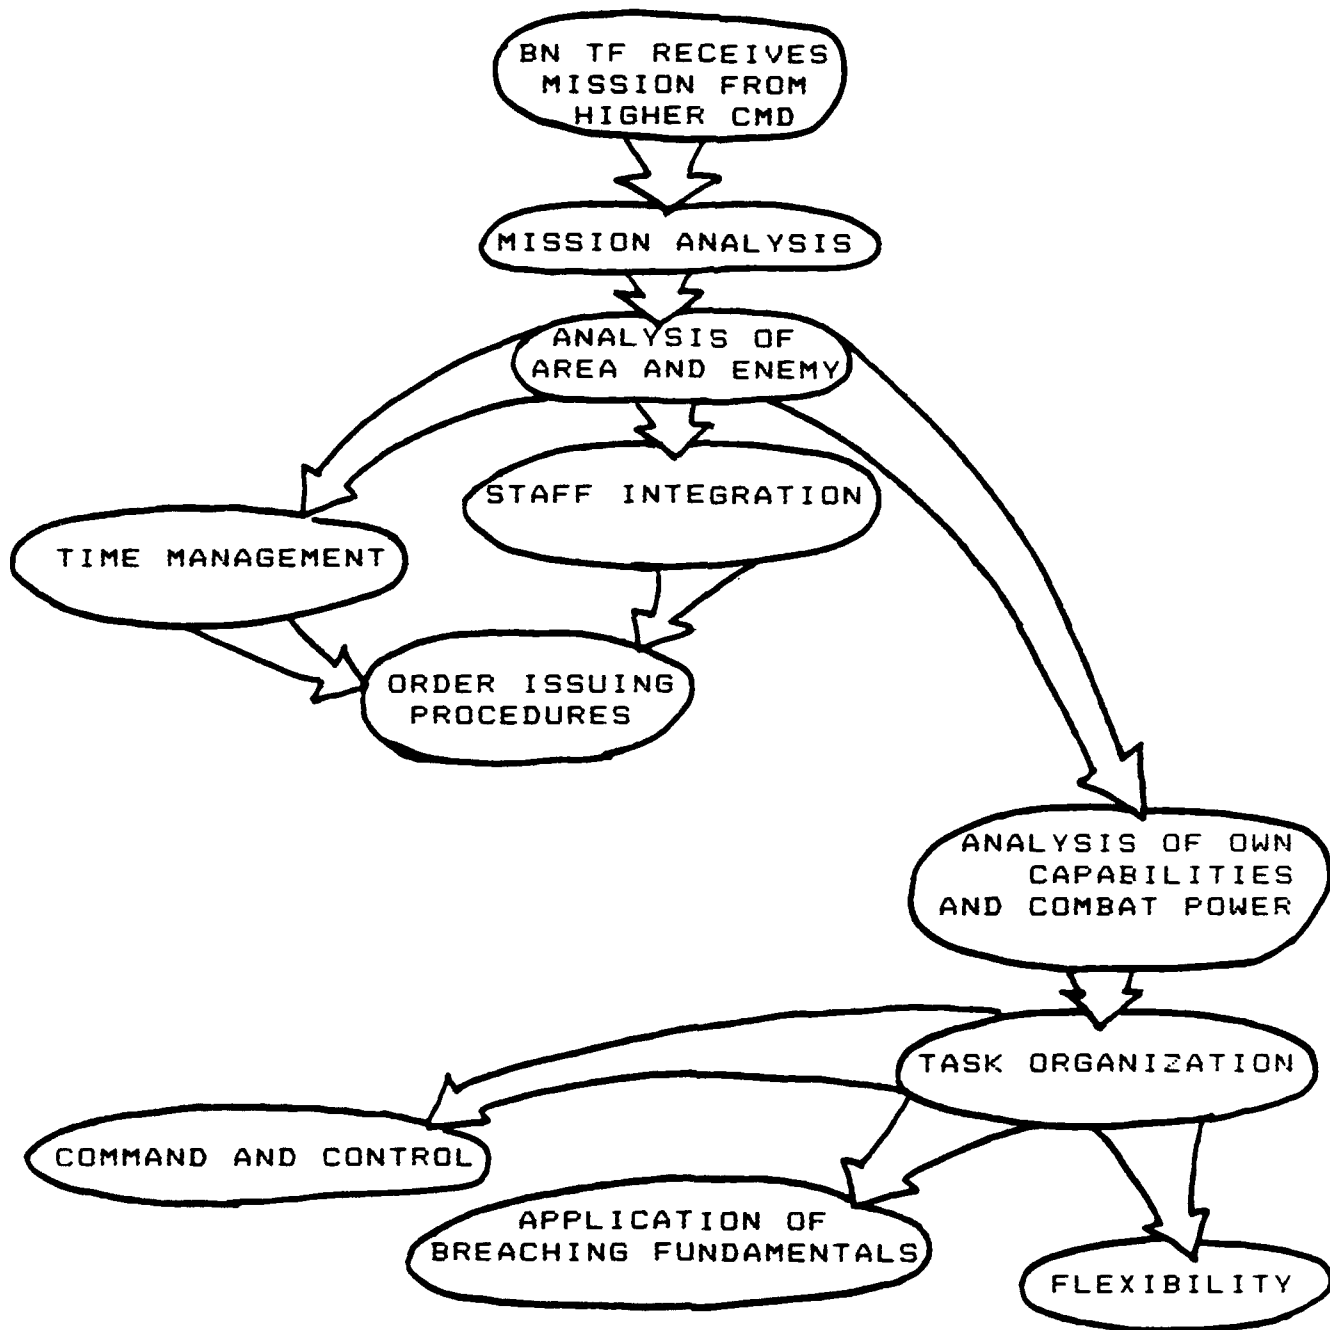 BN TF RECEIVES
MISSION FROM
HIGHER CMD
MISSION ANALYSIS
ANALYSIS OF
AREA AND ENEMY
STAFF INTEGRATION
TIME MANAGEMENT
ORDER ISSUING
PROCEDURES
ANALYSIS OF OWN
CAPABILITIES
AND COMBAT POWER
TASK ORGANIZATION
COMMAND AND CONTROL
APPLICATION OF
BREACHING FUNDAMENTALS
FLEXIBILITY